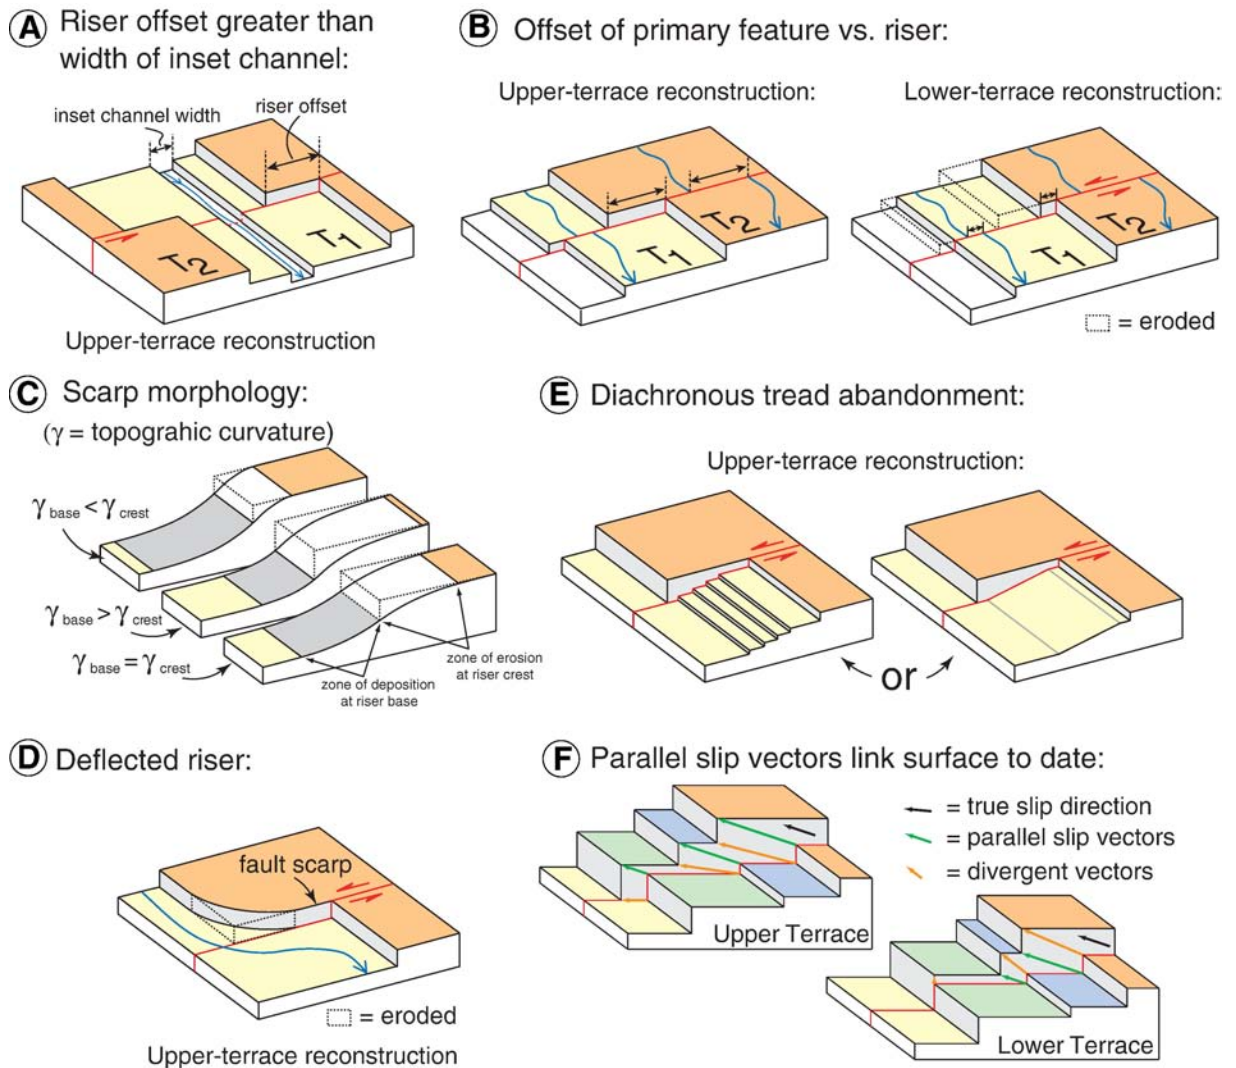 A Riser offset greater than
width of inset channel:
inset channel width
riser offset
T1
T2
Upper-terrace reconstruction
B Offset of primary feature vs. riser:
Upper-terrace reconstruction:
T2
T1
Lower-terrace reconstruction:
T2
T1
= eroded
C Scarp morphology:
(γ = topograhic curvature)
γ base < γ crest
γ base > γ crest
γ base = γ crest
zone of deposition
at riser base
zone of erosion
at riser crest
E Diachronous tread abandonment:
Upper-terrace reconstruction:
or
D Deflected riser:
fault scarp
= eroded
Upper-terrace reconstruction
F Parallel slip vectors link surface to date:
= true slip direction
= parallel slip vectors
= divergent vectors
Upper Terrace
Lower Terrace